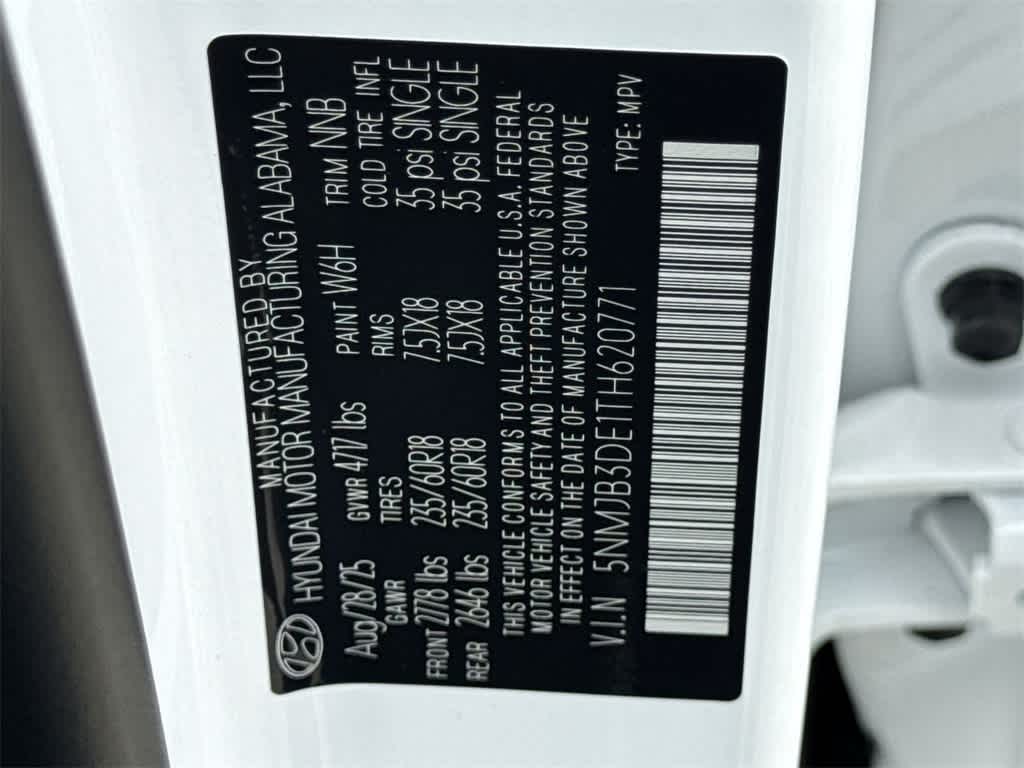 MANUFACTURED BY
HYUNDAI MOTOR MANUFACTURING ALABAMA, LLC
Aug/28/25 GVWR 4717 lbs PAINT W6H TRIM NNB
GAWR TIRES RIMS COLD TIRE INFL
FRONT 2778 lbs 235/60R18 7.5JX18 35 psi SINGLE
REAR 2646 lbs 235/60R18 7.5JX18 35 psi SINGLE
THIS VEHICLE CONFORMS TO ALL APPLICABLE U.S.A. FEDERAL
MOTOR VEHICLE SAFETY AND THEFT PREVENTION STANDARDS
IN EFFECT ON THE DATE OF MANUFACTURE SHOWN ABOVE
V.I.N 5NMJB3DE1TH620771 TYPE: MPV